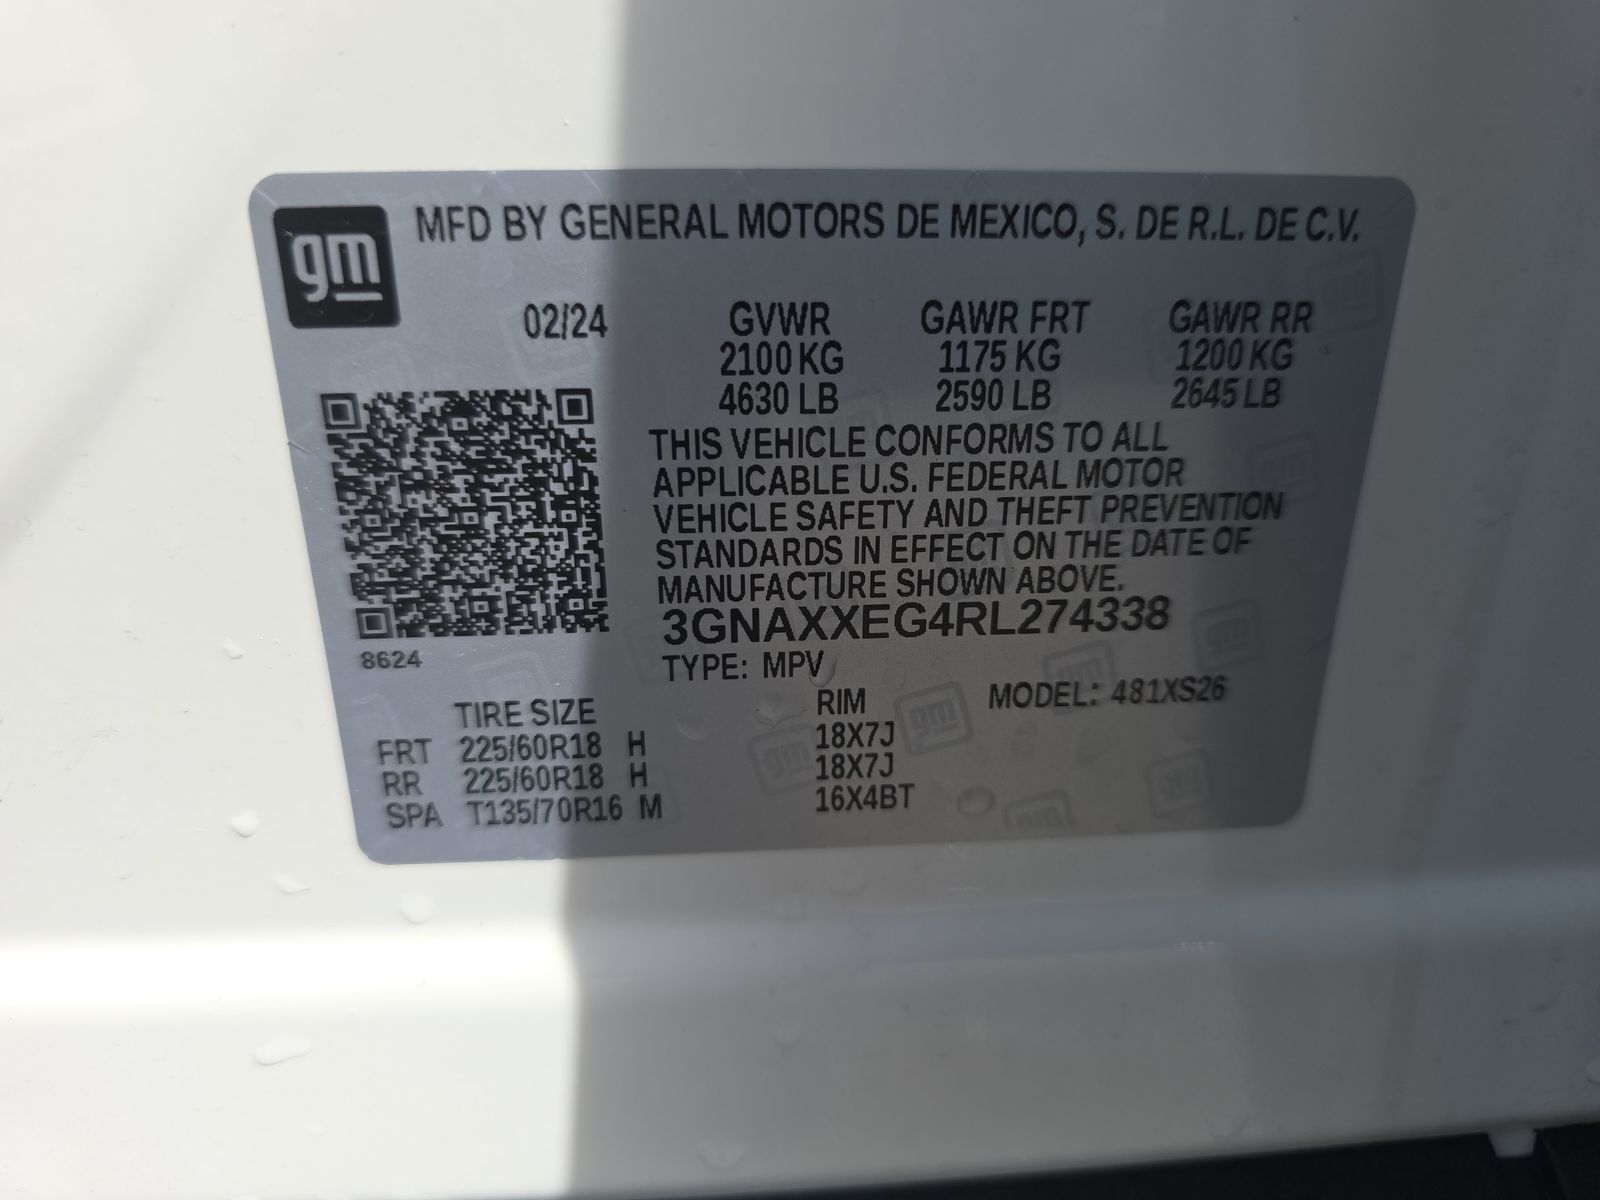 gm
MFD BY GENERAL MOTORS DE MEXICO, S. DE R.L. DE C.V.
02/24 GVWR GAWR FRT GAWR RR
2100 KG 1175 KG 1200 KG
4630 LB 2590 LB 2645 LB
THIS VEHICLE CONFORMS TO ALL
APPLICABLE U.S. FEDERAL MOTOR
VEHICLE SAFETY AND THEFT PREVENTION
STANDARDS IN EFFECT ON THE DATE OF
MANUFACTURE SHOWN ABOVE.
3GNAXXEG4RL274338
8624 TYPE: MPV
TIRE SIZE RIM MODEL: 481XS26
FRT 225/60R18 H 18X7J
RR 225/60R18 H 18X7J
SPA T135/70R16 M 16X4BT